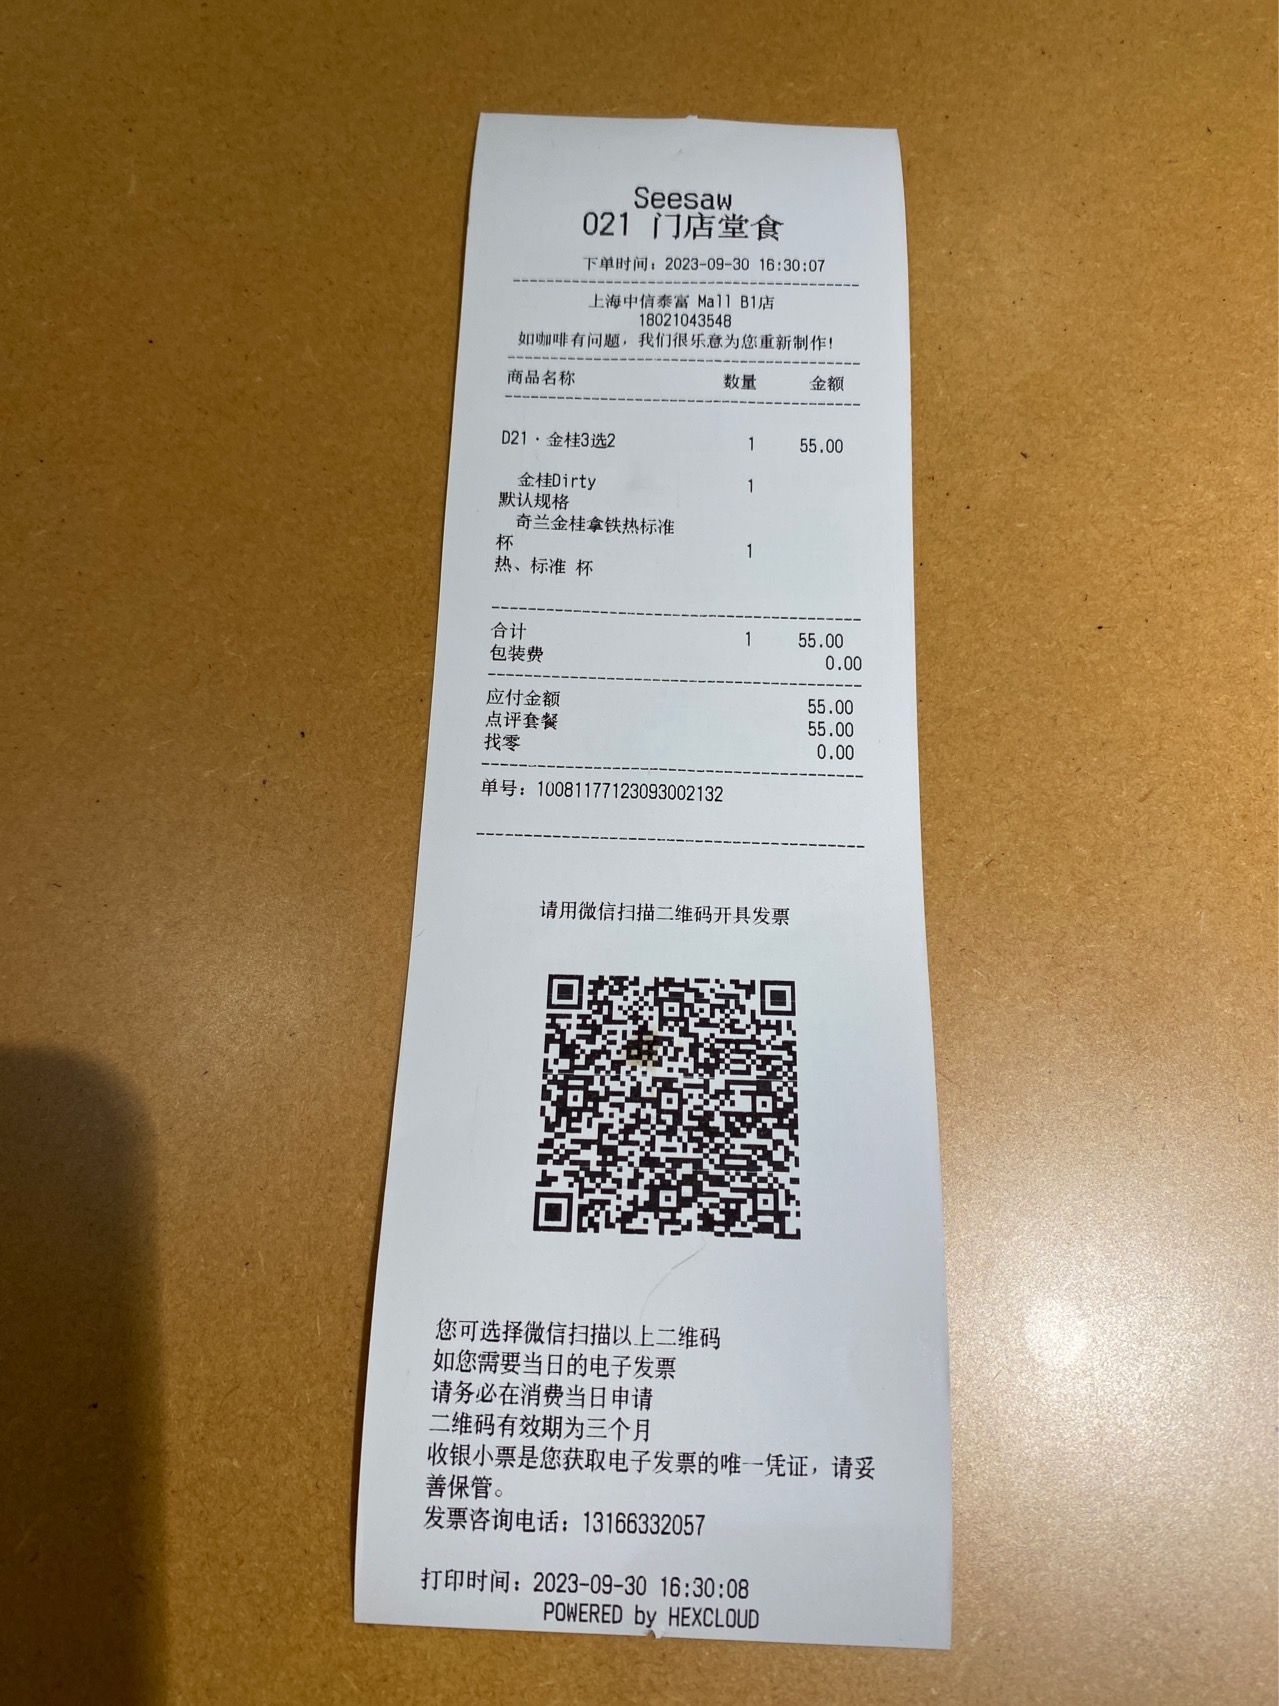 Seesaw
021 门店堂食
下单时间：2023-09-30 16:30:07
上海中信泰富 Mall B1店
18021043548
如咖啡有问题，我们很乐意为您重新制作!
商品名称 数量 金额
D21·金桂3选2 1 55.00
金桂Dirty 1
默认规格
奇兰金桂拿铁热标准
杯 1
热、标准 杯
合计 1 55.00
包装费 0.00
应付金额 55.00
点评套餐 55.00
找零 0.00
单号：10081177123093002132
请用微信扫描二维码开具发票
您可选择微信扫描以上二维码
如您需要当日的电子发票
请务必在消费当日申请
二维码有效期为三个月
收银小票是您获取电子发票的唯一凭证，请妥
善保管。
发票咨询电话：13166332057
打印时间：2023-09-30 16:30:08
POWERED by HEXCLOUD